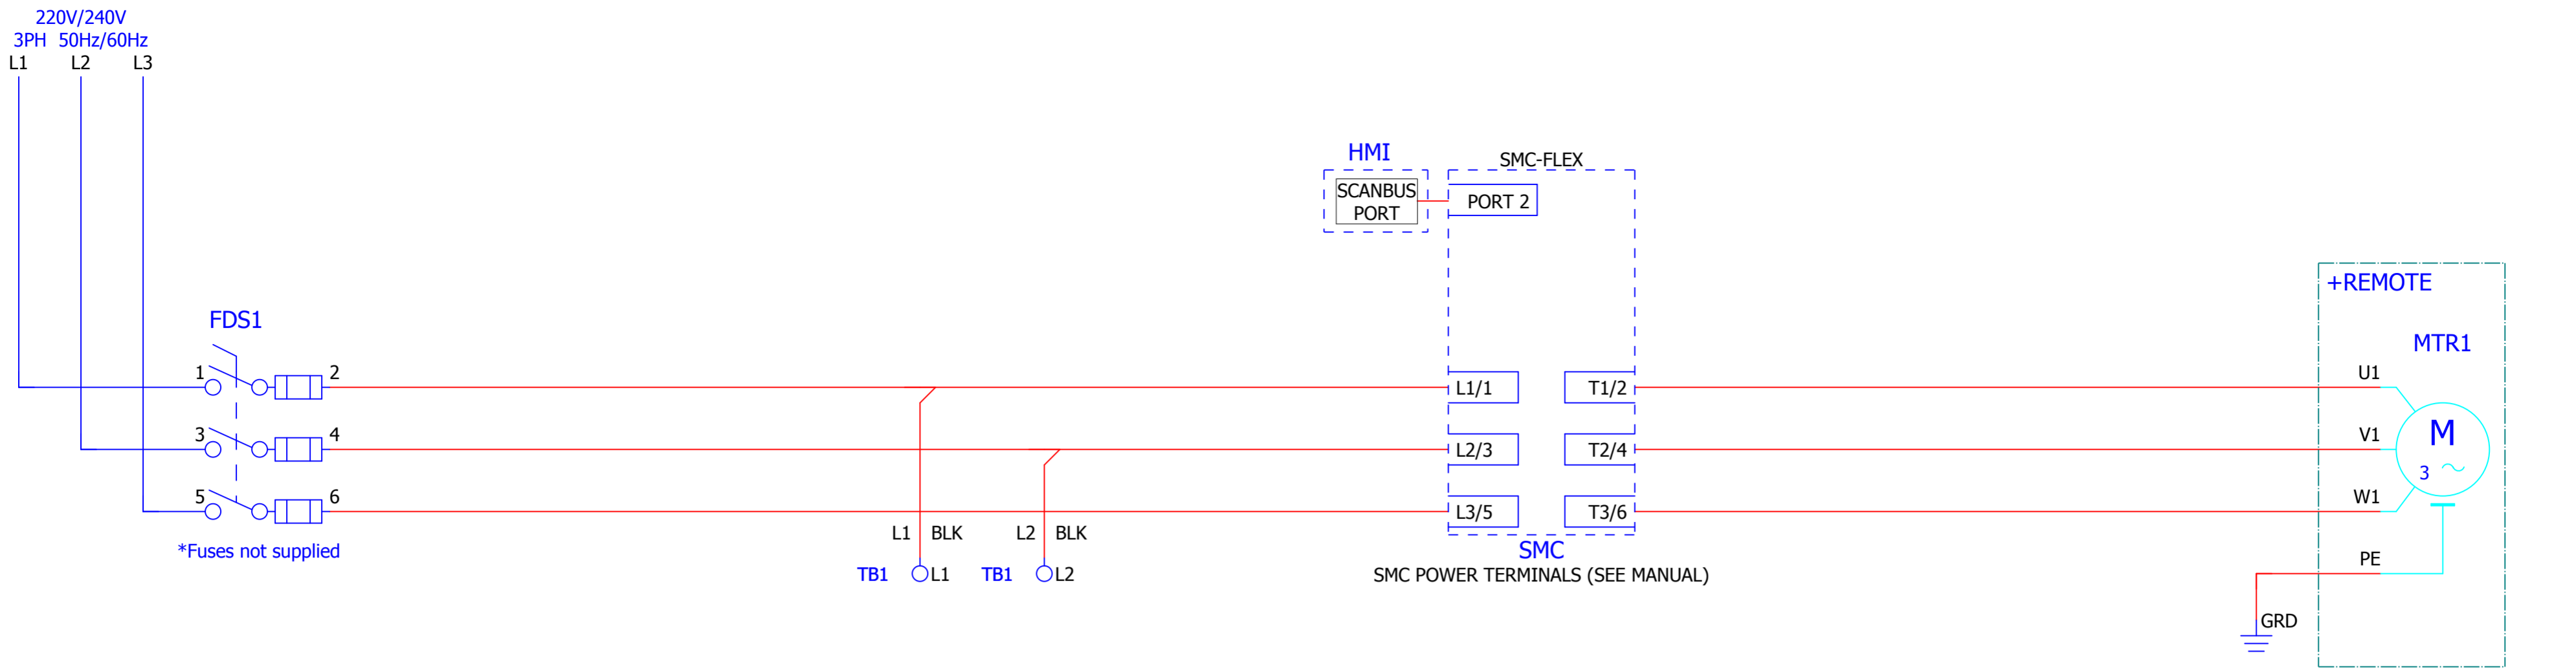 220V/240V
3PH 50Hz/60Hz
L1 L2 L3
HMI
SCANBUS
PORT
SMC-FLEX
PORT 2
+REMOTE
MTR1
FDS1
1 2
3 4
5 6
*Fuses not supplied
L1 BLK
L2 BLK
TB1 L1
TB1 L2
L1/1 T1/2
L2/3 T2/4
L3/5 T3/6
SMC
SMC POWER TERMINALS (SEE MANUAL)
U1
V1
W1
PE
M
3
GRD